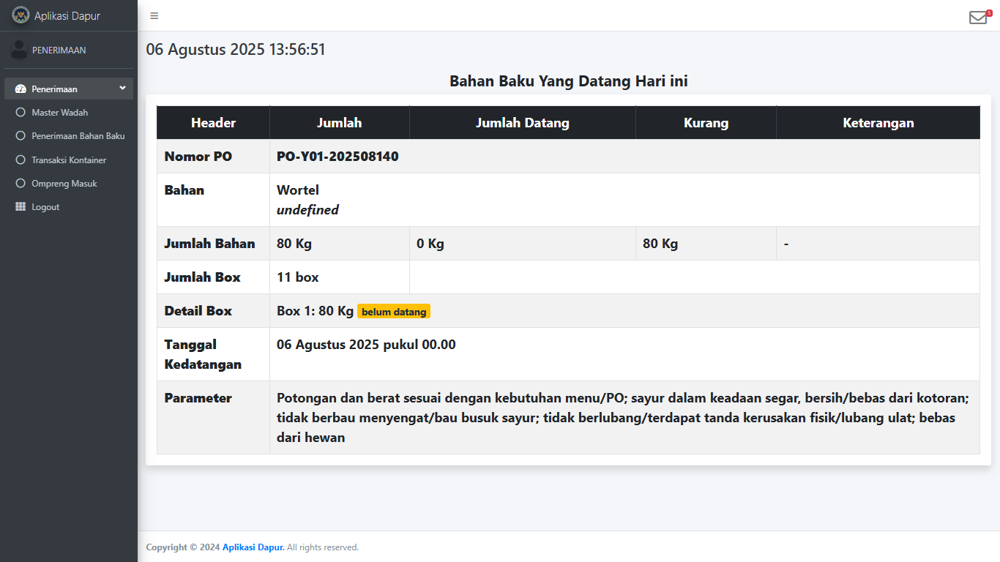 Aplikasi Dapur
5
PENERIMAAN
06 Agustus 2025 13:56:51
Penerimaan
Master Wadah
Penerimaan Bahan Baku
Transaksi Kontainer
Ompreng Masuk
Logout
Bahan Baku Yang Datang Hari ini
Header Jumlah Jumlah Datang Kurang Keterangan
Nomor PO PO-Y01-202508140
Bahan Wortel
undefined
Jumlah Bahan 80 Kg 0 Kg 80 Kg -
Jumlah Box 11 box
Detail Box Box 1: 80 Kg belum datang
Tanggal 06 Agustus 2025 pukul 00.00
Kedatangan
Parameter Potongan dan berat sesuai dengan kebutuhan menu/PO; sayur dalam keadaan segar, bersih/bebas dari kotoran;
tidak berbau menyengat/bau busuk sayur; tidak berlubang/terdapat tanda kerusakan fisik/lubang ulat; bebas
dari hewan
Copyright © 2024 Aplikasi Dapur. All rights reserved.